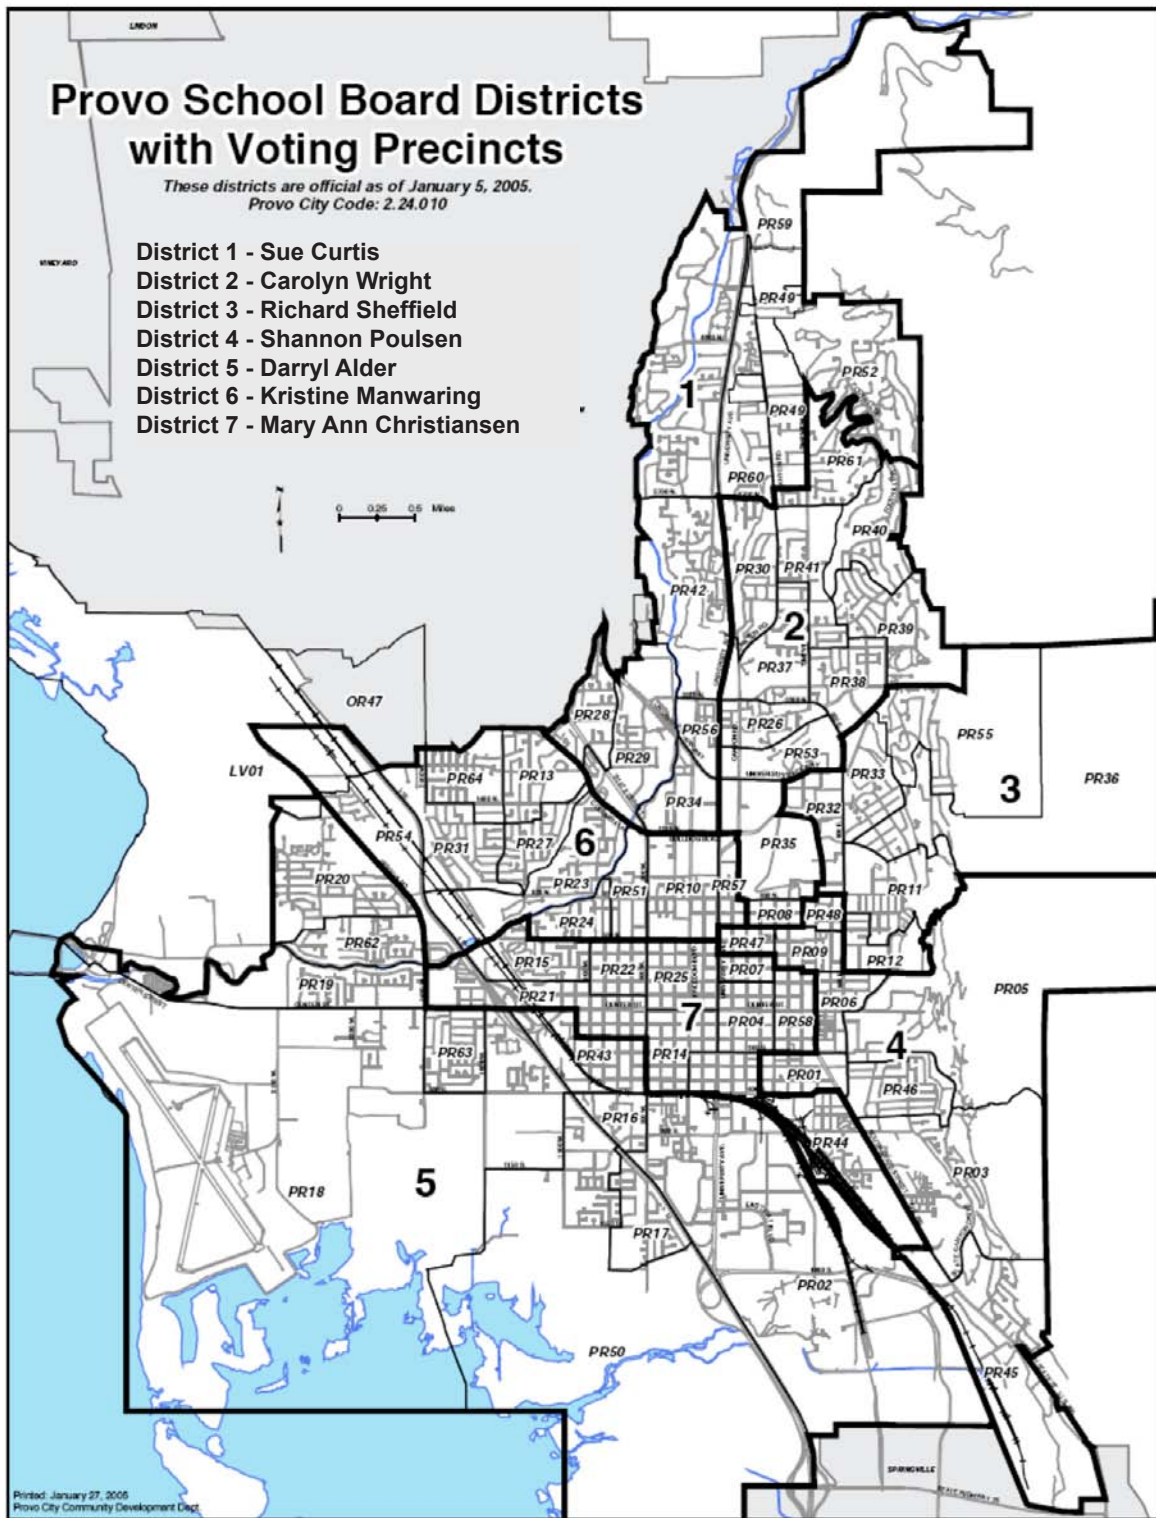 LINDON
Provo School Board Districts
with Voting Precincts
These districts are official as of January 5, 2005.
Provo City Code: 2.24.010
PR59
District 1 - Sue Curtis
VINEYARD
District 2 - Carolyn Wright
District 3 - Richard Sheffield
PR49
District 4 - Shannon Poulsen
District 5 - Darryl Alder
PR52
District 6 - Kristine Manwaring
1
PR49
District 7 - Mary Ann Christiansen
PR61
PR60
N
0 0.25 0.5 Miles
PR40
PR42
PR30
PR41
2
PR39
PR37
PR38
OR47
PR28
PR56
PR26
PR55
PR29
PR53
LV01
PR64
PR13
PR33
PR36
3
PR34
PR32
PR54
PR31
PR27
6
PR35
PR20
PR23
PR51
PR10
PR57
PR11
PR24
PR08
PR48
PR62
PR47
PR09
PR15
PR22
PR25
PR07
PR12
PR19
PR21
PR05
PR06
7
PR04
PR58
PR63
PR43
PR14
4
PR01
PR46
PR16
PR44
PR03
PR18
5
PR17
PR02
PR50
PR45
SPRINGVILLE
Printed: January 27, 2005
Provo City Community Development Dept.